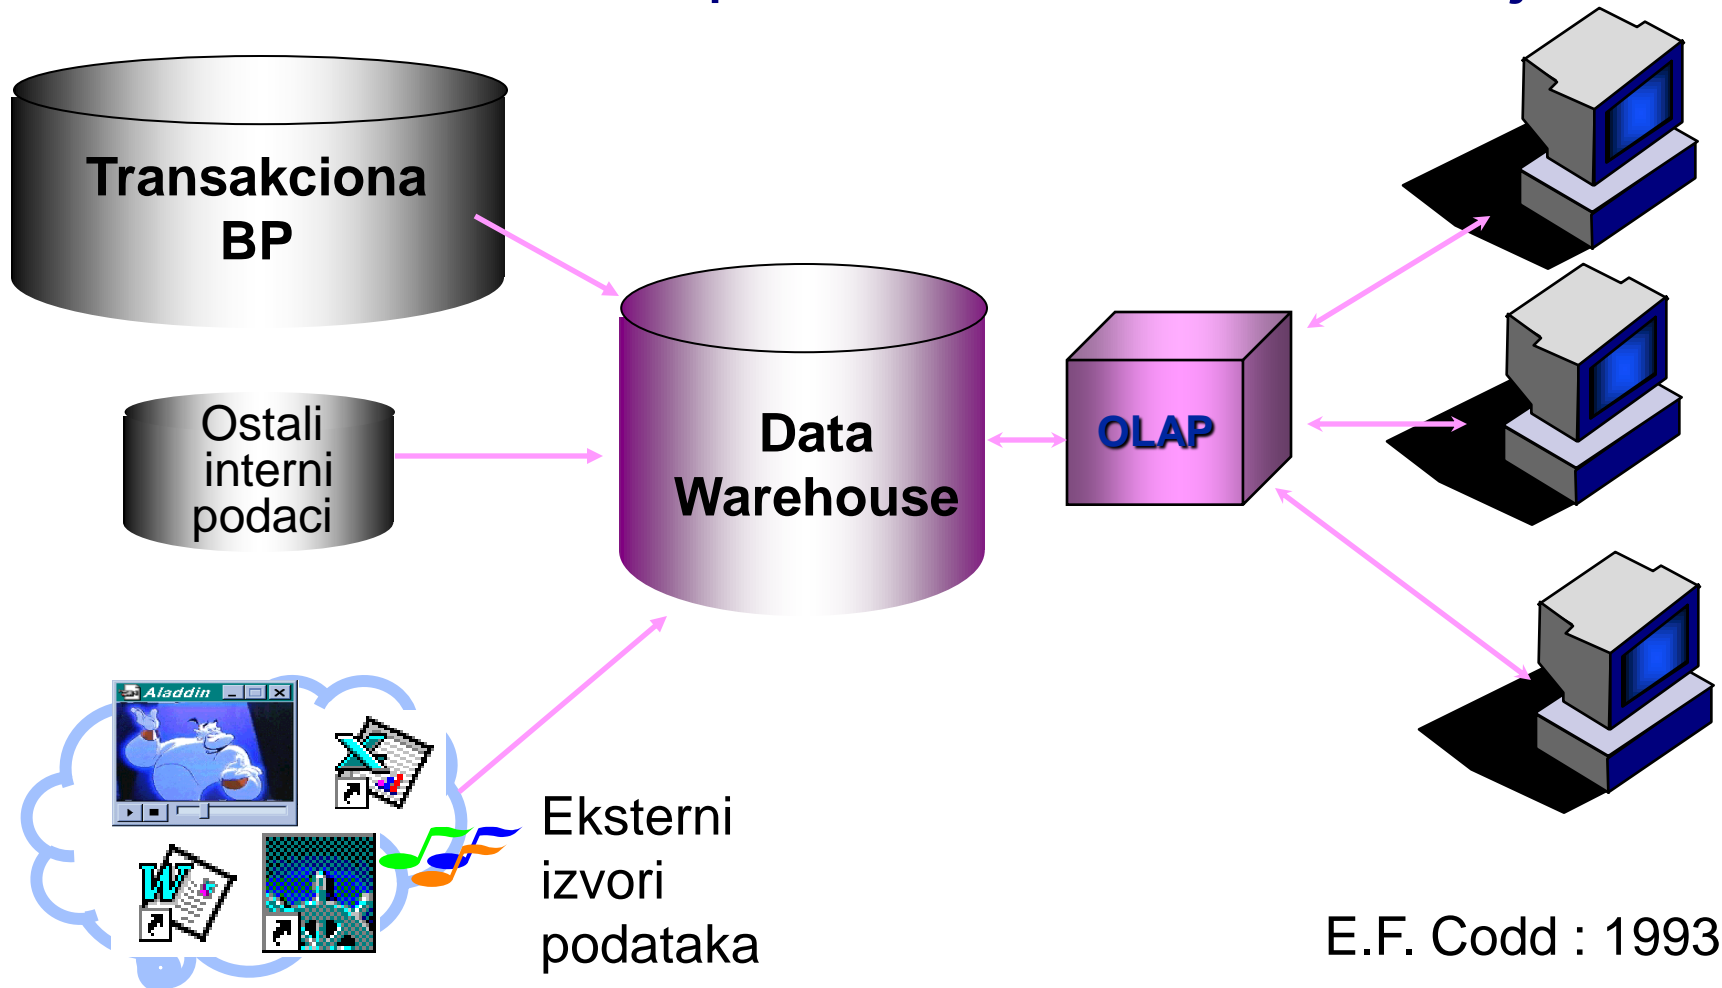 Transakciona
BP
Ostali
interni
podaci
Data
Warehouse
OLAP
Aladdin
Eksterni
izvori
podataka
E.F. Codd : 1993